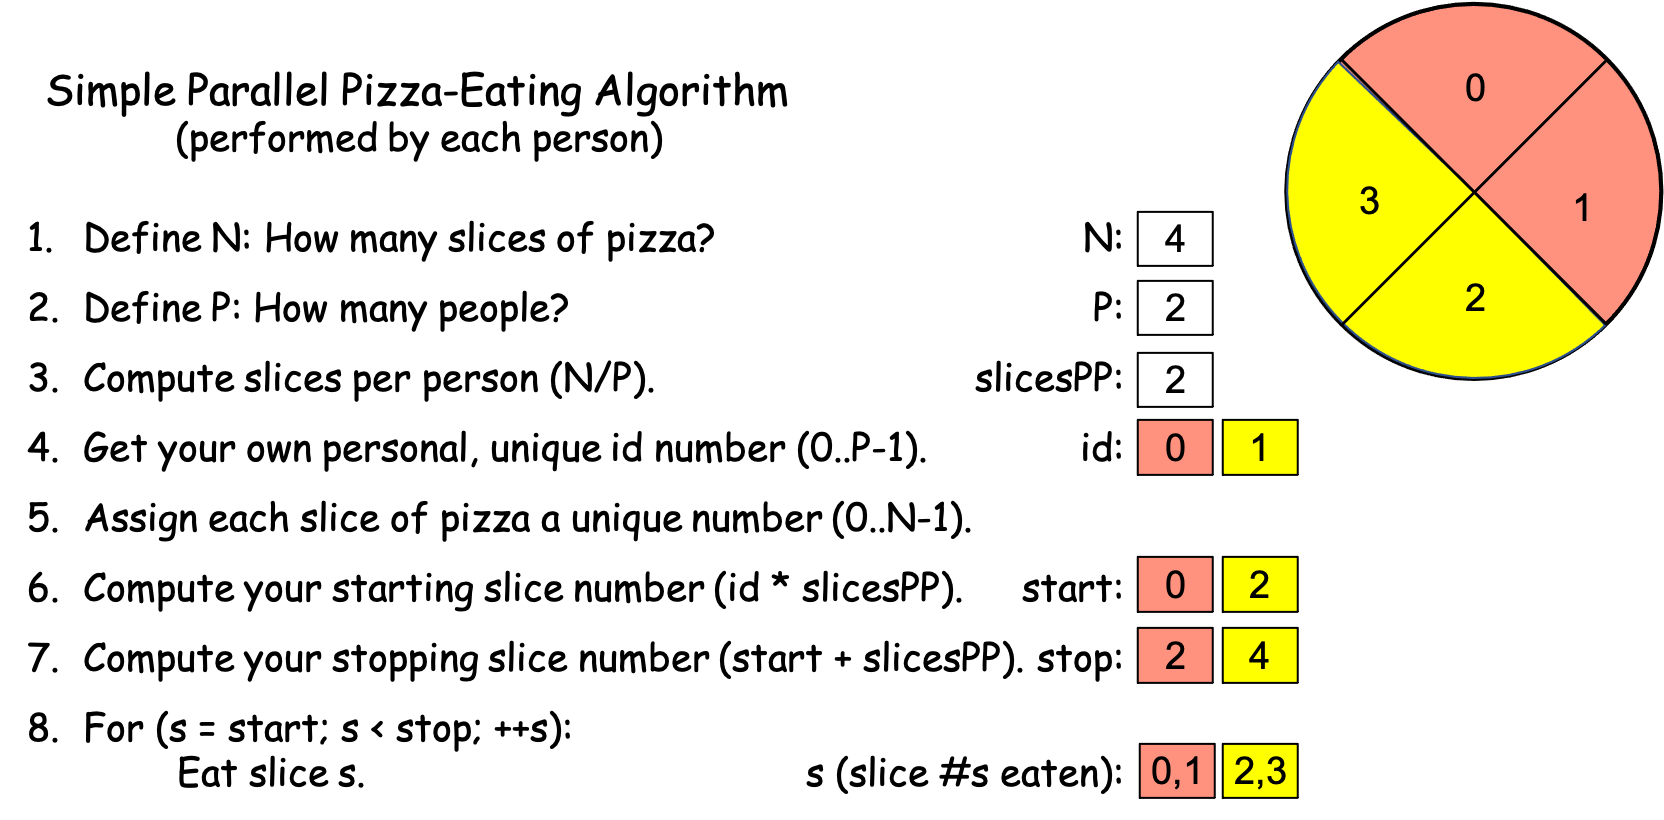 Simple Parallel Pizza-Eating Algorithm
(performed by each person)
0
1
2
3
1. Define N: How many slices of pizza? N: 4
2. Define P: How many people? P: 2
3. Compute slices per person (N/P). slicesPP: 2
4. Get your own personal, unique id number (0..P-1). id: 0 1
5. Assign each slice of pizza a unique number (0..N-1).
6. Compute your starting slice number (id * slicesPP). start: 0 2
7. Compute your stopping slice number (start + slicesPP). stop: 2 4
8. For (s = start; s < stop; ++s):
Eat slice s. s (slice #s eaten): 0,1 2,3